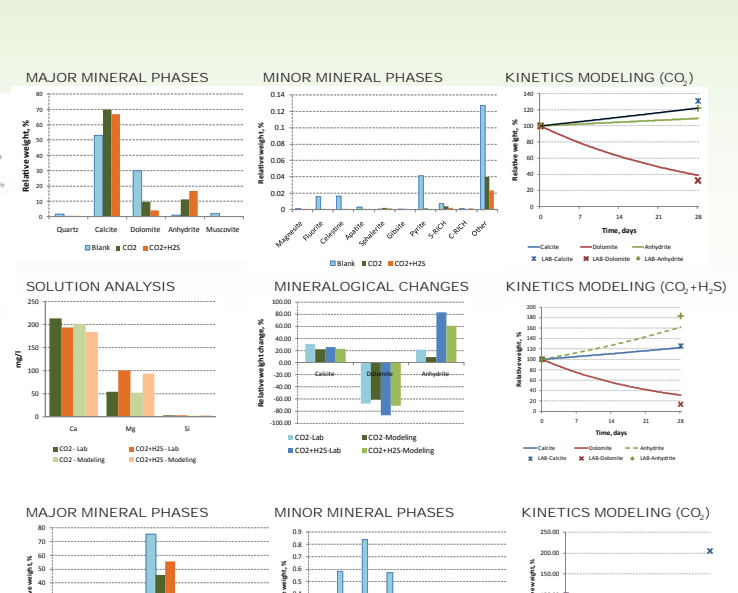 MAJOR MINERAL PHASES
MINOR MINERAL PHASES
KINETICS MODELING (CO2)
Relative weight, %
80
70
60
50
40
30
20
10
0
Quartz Calcite Dolomite Anhydrite Muscovite
Blank CO2 CO2+H2S
Relative weight, %
0.14
0.12
0.1
0.08
0.06
0.04
0.02
0
Magnesite Fluorite Celestine Apatite Sphalerite Gibsite Pyrite S-RICH C-RICH Other
Blank CO2 CO2+H2S
Relative weight, %
140
120
100
80
60
40
20
0
0 7 14 21 28
Time, days
Calcite Dolomite Anhydrite
LAB-Calcite LAB-Dolomite LAB-Anhydrite
SOLUTION ANALYSIS
MINERALOGICAL CHANGES
KINETICS MODELING (CO2+H2S)
mg/l
250
200
150
100
50
0
Ca Mg Si
CO2 - Lab CO2+H2S - Lab
CO2 - Modeling CO2+H2S - Modeling
Relative weight change, %
100.00
80.00
60.00
40.00
20.00
0.00
-20.00
-40.00
-60.00
-80.00
-100.00
Calcite Dolomite Anhydrite
CO2-Lab CO2-Modeling
CO2+H2S-Lab CO2+H2S-Modeling
Relative weight, %
200
180
160
140
120
100
80
60
40
20
0
0 7 14 21 28
Time, days
Calcite Dolomite Anhydrite
LAB-Calcite LAB-Dolomite LAB-Anhydrite
MAJOR MINERAL PHASES
MINOR MINERAL PHASES
KINETICS MODELING (CO2)
80
70
60
50
40
0.9
0.8
0.7
0.6
0.5
250.00
200.00
150.00